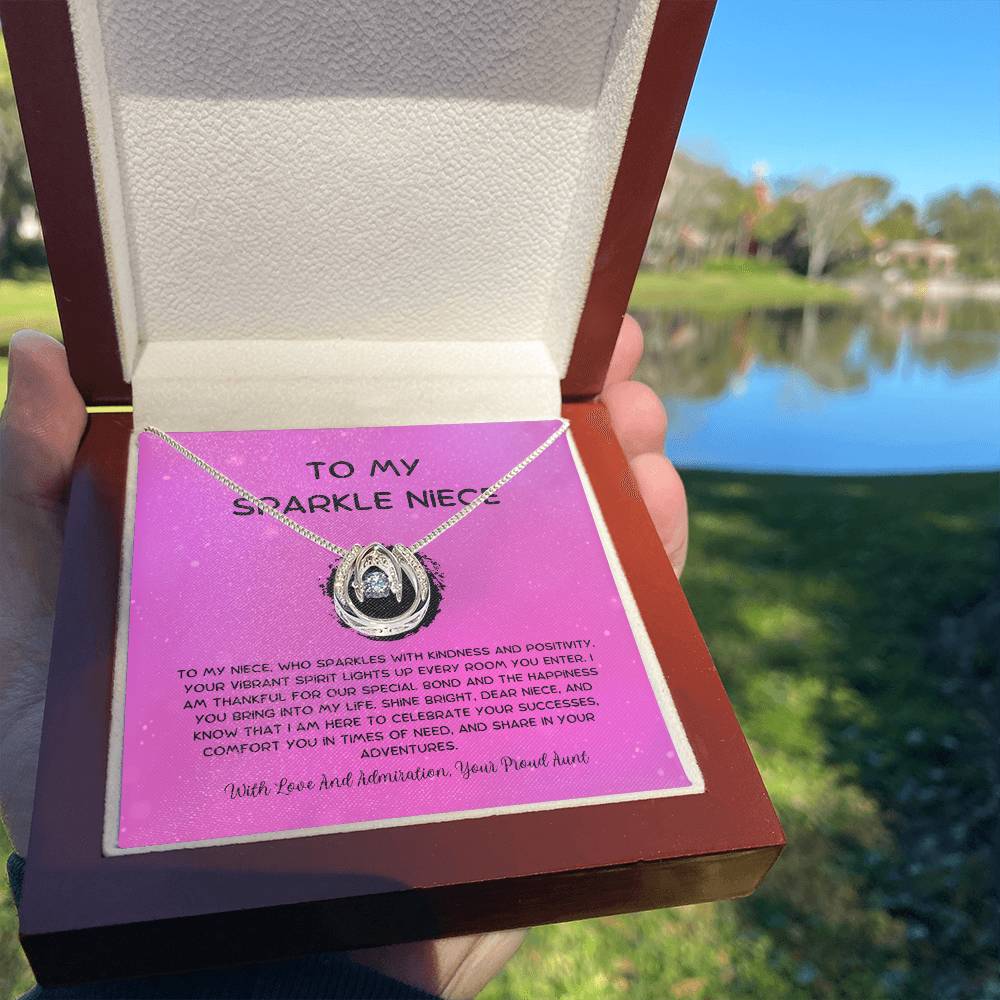 TO MY
SPARKLE NIECE
TO MY NIECE, WHO SPARKLES WITH KINDNESS AND POSITIVITY.
YOUR VIBRANT SPIRIT LIGHTS UP EVERY ROOM YOU ENTER. I
AM THANKFUL FOR OUR SPECIAL BOND AND THE HAPPINESS
YOU BRING INTO MY LIFE. SHINE BRIGHT, DEAR NIECE, AND
KNOW THAT I AM HERE TO CELEBRATE YOUR SUCCESSES,
COMFORT YOU IN TIMES OF NEED, AND SHARE IN YOUR
ADVENTURES.
With Love And Admiration, Your Proud Aunt